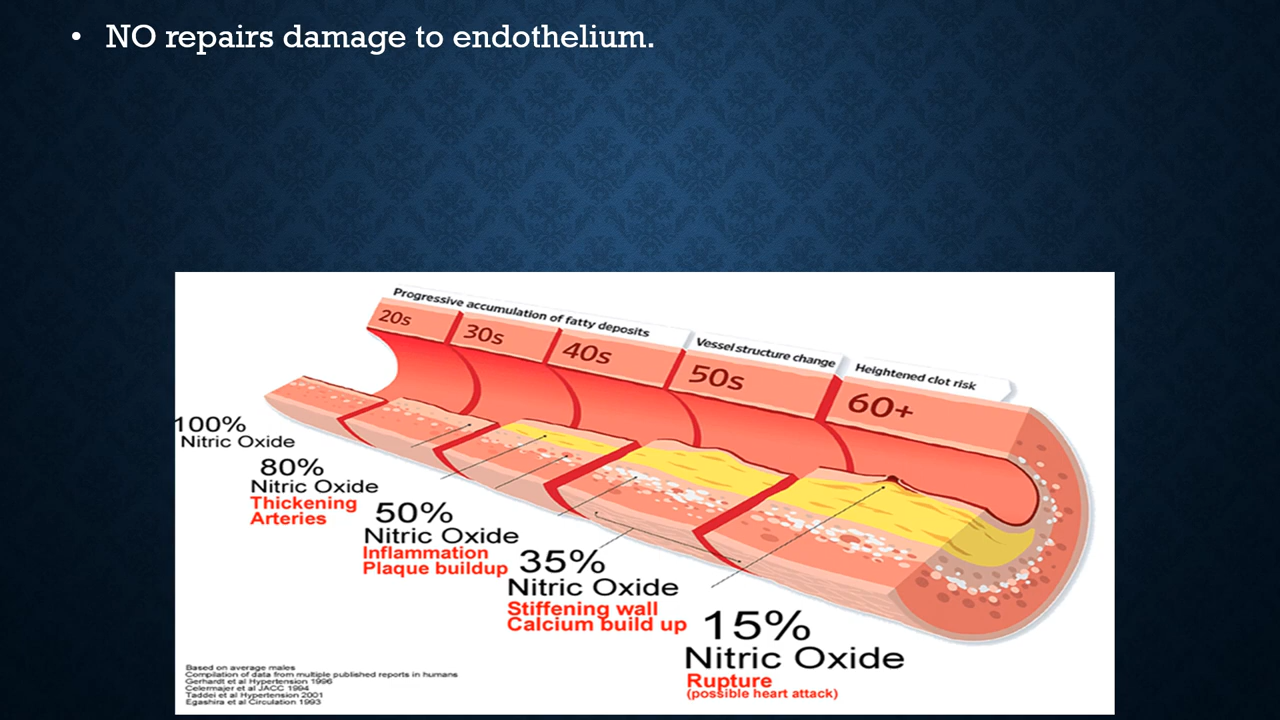 • NO repairs damage to endothelium.
Progressive accumulation of fatty deposits
Vessel structure change
Heightened clot risk
20s
30s
40s
50s
60+
100%
Nitric Oxide
80%
Nitric Oxide
Thickening
Arteries
50%
Nitric Oxide
Inflammation
Plaque buildup
35%
Nitric Oxide
Stiffening wall
Calcium build up
15%
Nitric Oxide
Rupture
(possible heart attack)
Based on average males
Compilation of data from multiple published reports in humans
Gerhardt et al Hypertension 1996
Celermajer et al JACC 1994
Taddei et al Hypertension 2001
Egashira et al Circulation 1993